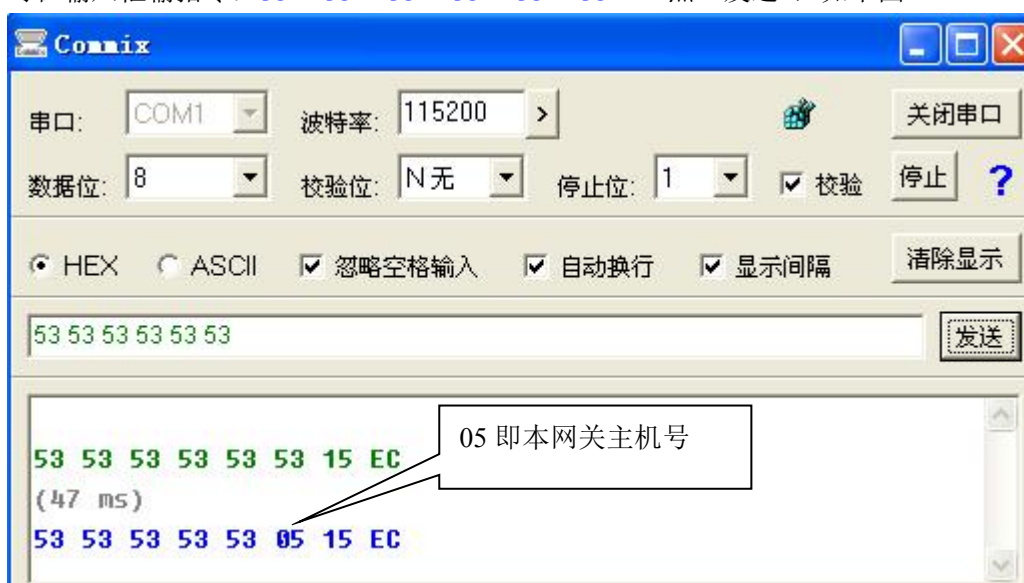 Commix
串口: COM1 波特率: 115200 > 关闭串口
数据位: 8 校验位: N 无 停止位: 1 校验 停止 ?
HEX ASCII 忽略空格输入 自动换行 显示间隔 清除显示
53 53 53 53 53 53 发送
05 即本网关主机号
53 53 53 53 53 53 15 EC
(47 ms)
53 53 53 53 53 05 15 EC